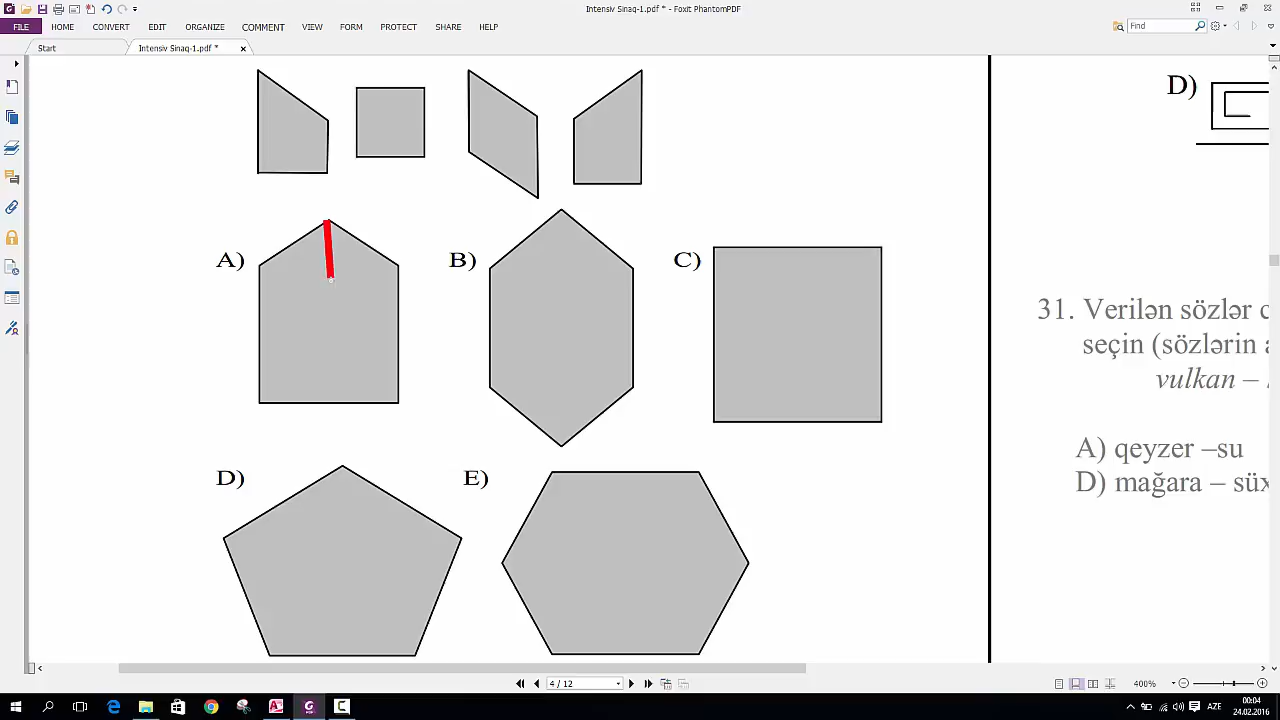 Intensiv Sinaq-1.pdf * - Foxit PhantomPDF
FILE HOME CONVERT EDIT ORGANIZE COMMENT VIEW FORM PROTECT SHARE HELP
Find
Start Intensiv Sinaq-1.pdf *
D)
A) B) C)
D) E)
31. Verilən sözlər
seçin (sözlərin
vulkan –
A) qeyzer –su
D) mağara –
4 / 12
400%
AZE
00:04
24.02.2016